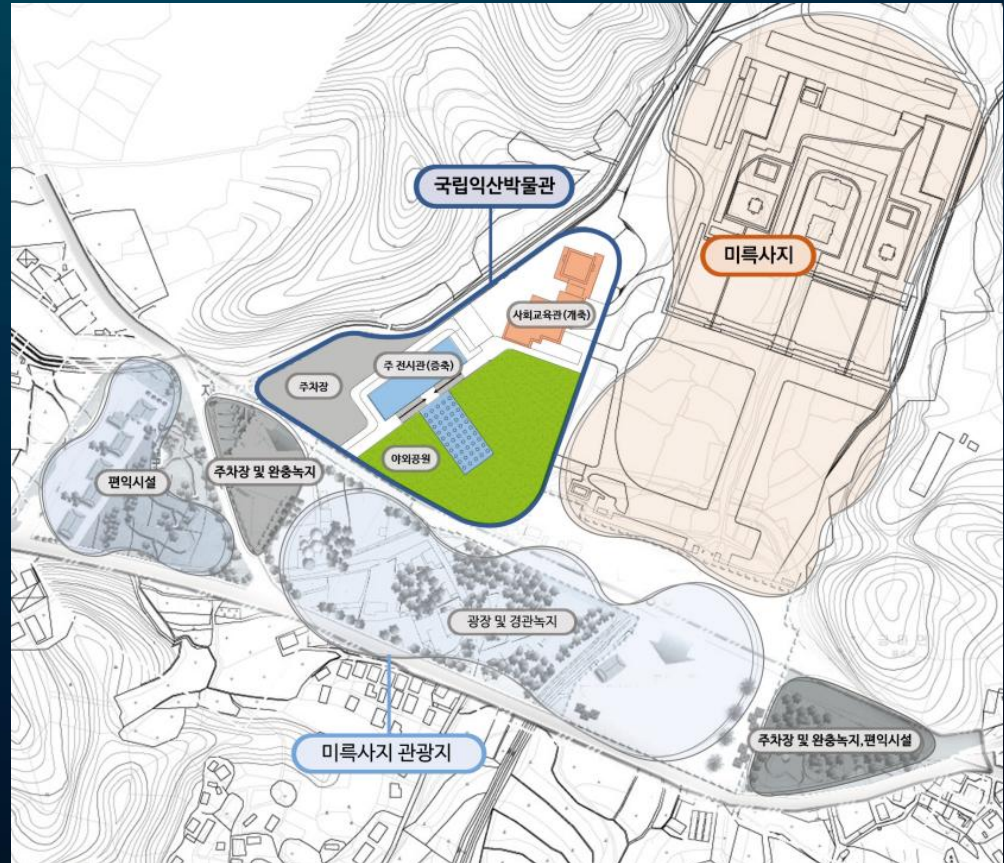 국립익산박물관
미륵사지
사회교육관(개축)
주 전시관(증축)
주차장
야외공원
주차장 및 완충녹지
편익시설
광장 및 경관녹지
주차장 및 완충녹지,편익시설
미륵사지 관광지